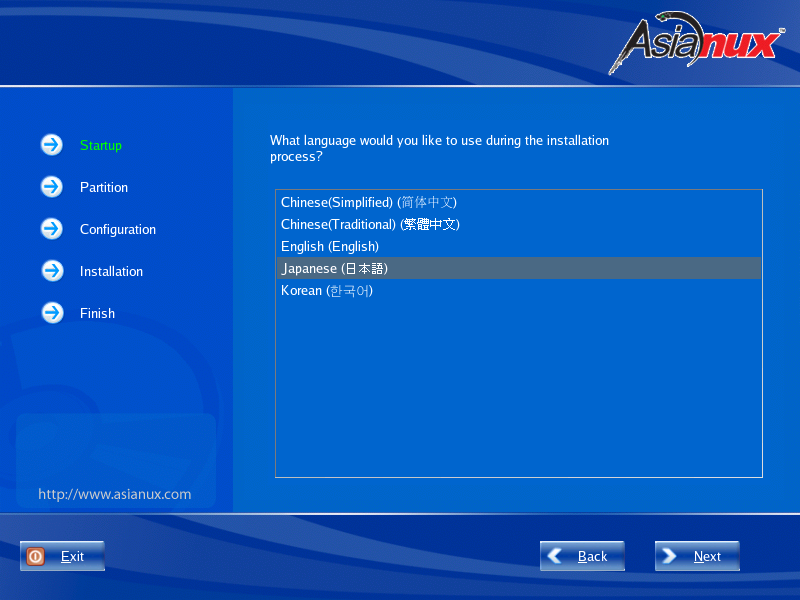 Asianux™
Startup
Partition
Configuration
Installation
Finish
http://www.asianux.com
What language would you like to use during the installation
process?
Chinese(Simplified) (简体中文)
Chinese(Traditional) (繁體中文)
English (English)
Japanese (日本語)
Korean (한국어)
Exit
Back
Next